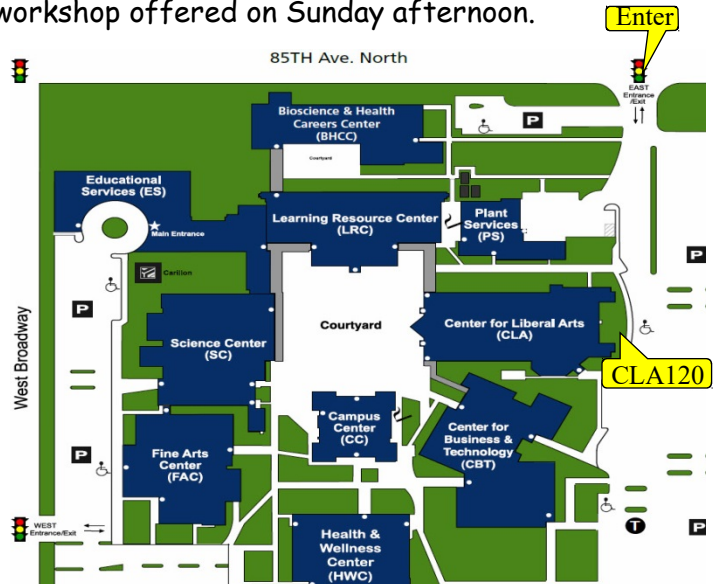 workshop offered on Sunday afternoon.
Enter
85TH Ave. North
EAST
Entrance
/Exit
Bioscience & Health
Careers Center
(BHCC)
P
Courtyard
Educational
Services (ES)
Main Entrance
Learning Resource Center
(LRC)
Plant
Services
(PS)
P
Carillon
P
West Broadway
Science Center
(SC)
Courtyard
Center for Liberal Arts
(CLA)
CLA120
Campus
Center
(CC)
Center for
Business &
Technology
(CBT)
Fine Arts
Center
(FAC)
P
WEST
Entrance/Exit
Health &
Wellness
Center
(HWC)
T
P